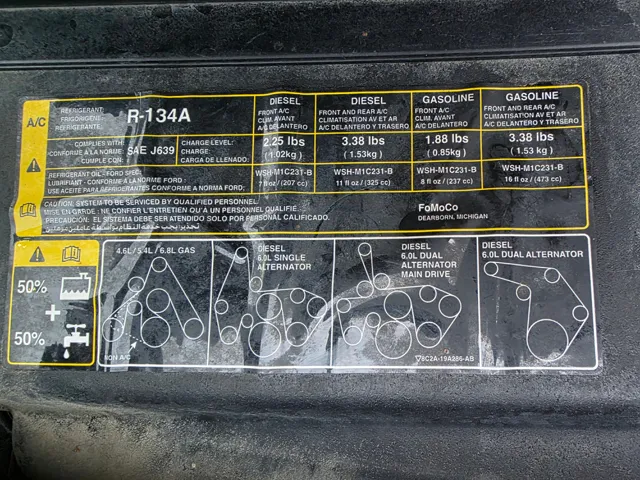 A/C
REFRIGERANT
FRIGORIGÈNE
REFRIGERANTE
R-134A
COMPLIES WITH:
CONFORME A LA NORME:
CUMPLE CON:
SAE J639
CHARGE LEVEL:
CHARGE:
CARGA DE LLENADO:
DIESEL
FRONT A/C
CLIM. AVANT
A/C DELANTERO
2.25 lbs
(1.02kg)
DIESEL
FRONT AND REAR A/C
CLIMATISATION AV ET AR
A/C DELANTERO Y TRASERO
3.38 lbs
(1.53kg)
GASOLINE
FRONT A/C
CLIM. AVANT
A/C DELANTERO
1.88 lbs
(0.85kg)
GASOLINE
FRONT AND REAR A/C
CLIMATISATION AV ET AR
A/C DELANTERO Y TRASERO
3.38 lbs
(1.53 kg)
REFRIGERANT OIL - FORD SPEC:
LUBRIFIANT - CONFORME A LA NORME FORD:
USE ACEITE PARA REFRIGERANTES CONFORME A NORMA FORD:
WSH-M1C231-B
7 fl oz/(207 cc)
WSH-M1C231-B
11 fl oz/(325 cc)
WSH-M1C231-B
8 fl oz/(237 cc)
WSH-M1C231-B
16 fl oz/(473 cc)
CAUTION: SYSTEM TO BE SERVICED BY QUALIFIED PERSONNEL.
MISE EN GARDE: NE CONFIER L'ENTRETIEN QU'A UN PERSONNEL QUALIFIE.
PRECAUCIÓN: EL SISTEMA DEBE SER ATENDIDO SOLO POR PERSONAL CALIFICADO.
FoMoCo
DEARBORN, MICHIGAN
50%
+
50%
4.6L / 5.4L / 6.8L GAS
NON A/C
DIESEL
6.0L SINGLE
ALTERNATOR
DIESEL
6.0L DUAL
ALTERNATOR
MAIN DRIVE
8C2A-19A286-AB
DIESEL
6.0L DUAL ALTERNATOR